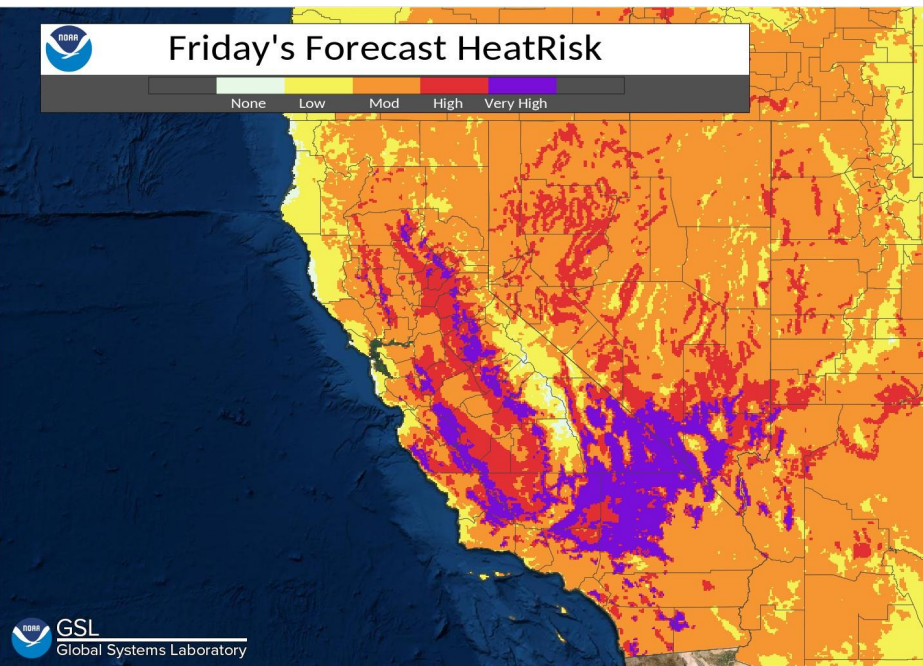 NOAA
Friday's Forecast HeatRisk
None Low Mod High Very High
NOAA
GSL
Global Systems Laboratory